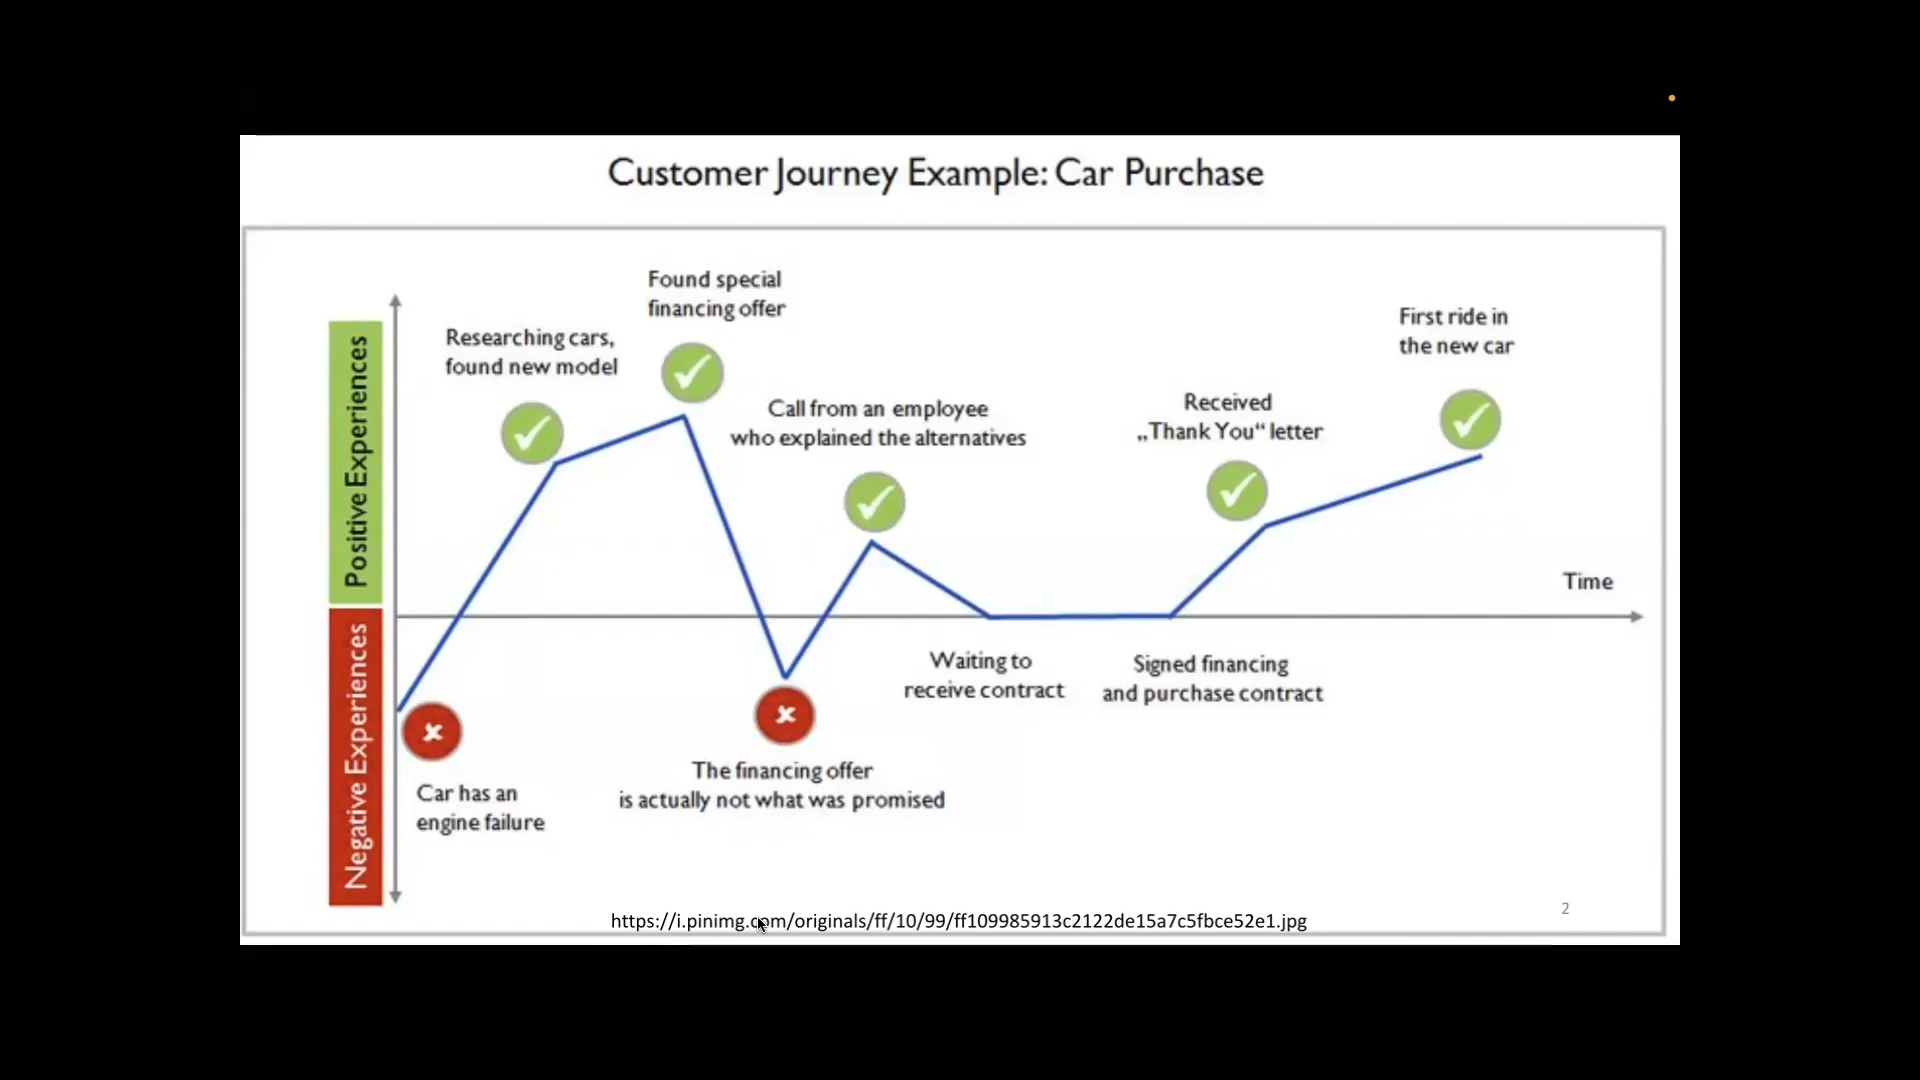 Customer Journey Example: Car Purchase
Positive Experiences
Negative Experiences
Researching cars,
found new model
Found special
financing offer
Call from an employee
who explained the alternatives
Received
„Thank You“ letter
First ride in
the new car
Time
Waiting to
receive contract
Signed financing
and purchase contract
Car has an
engine failure
The financing offer
is actually not what was promised
https://i.pinimg.com/originals/ff/10/99/ff109985913c2122de15a7c5fbce52e1.jpg
2